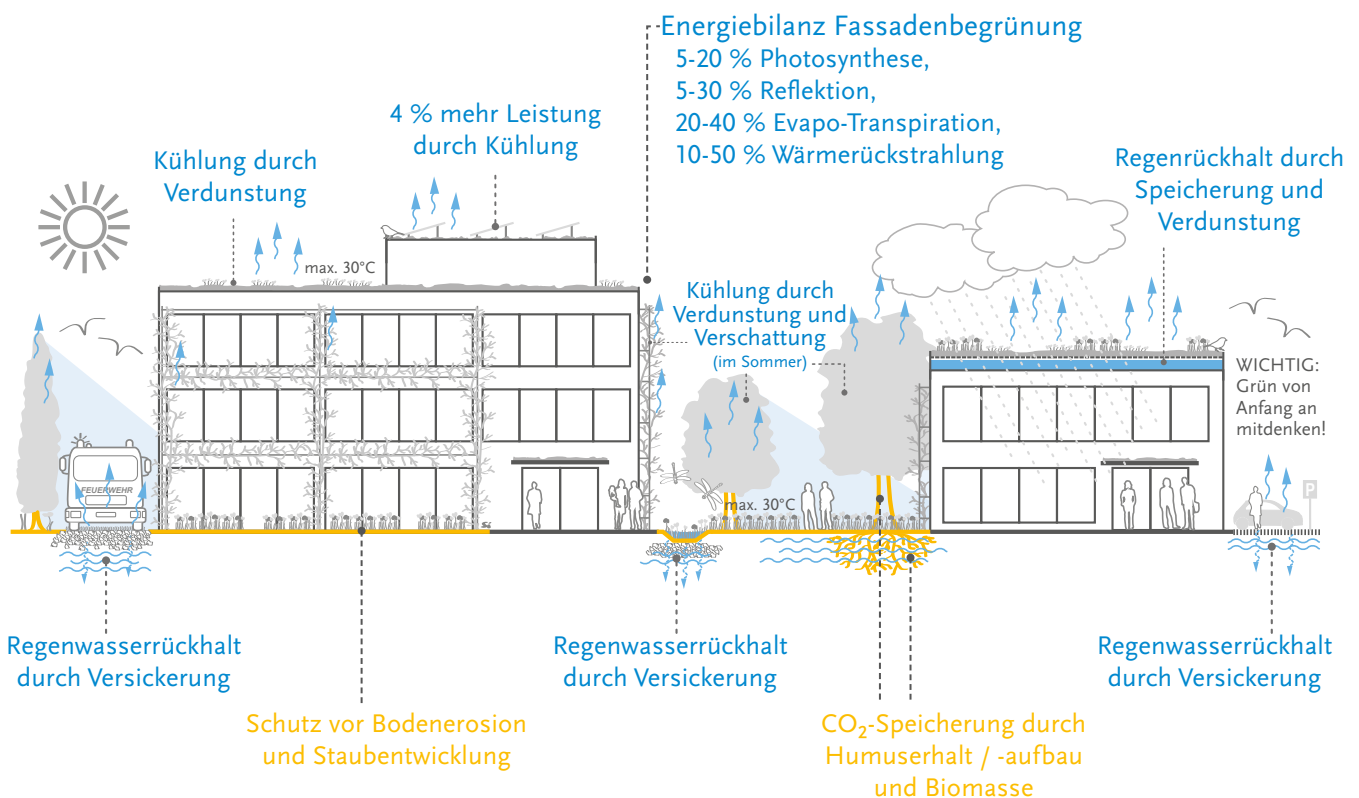 Energiebilanz Fassadenbegrünung
5-20 % Photosynthese,
5-30 % Reflektion,
20-40 % Evapo-Transpiration,
10-50 % Wärmerückstrahlung
4 % mehr Leistung
durch Kühlung
Kühlung durch
Verdunstung
Regenrückhalt durch
Speicherung und
Verdunstung
max. 30°C
Kühlung durch
Verdunstung und
Verschattung
(im Sommer)
WICHTIG:
Grün von
Anfang an
mitdenken!
FEUERWEHR
max. 30°C
P
Regenwasserrückhalt
durch Versickerung
Regenwasserrückhalt
durch Versickerung
Regenwasserrückhalt
durch Versickerung
Schutz vor Bodenerosion
und Staubentwicklung
CO₂-Speicherung durch
Humuserhalt / -aufbau
und Biomasse